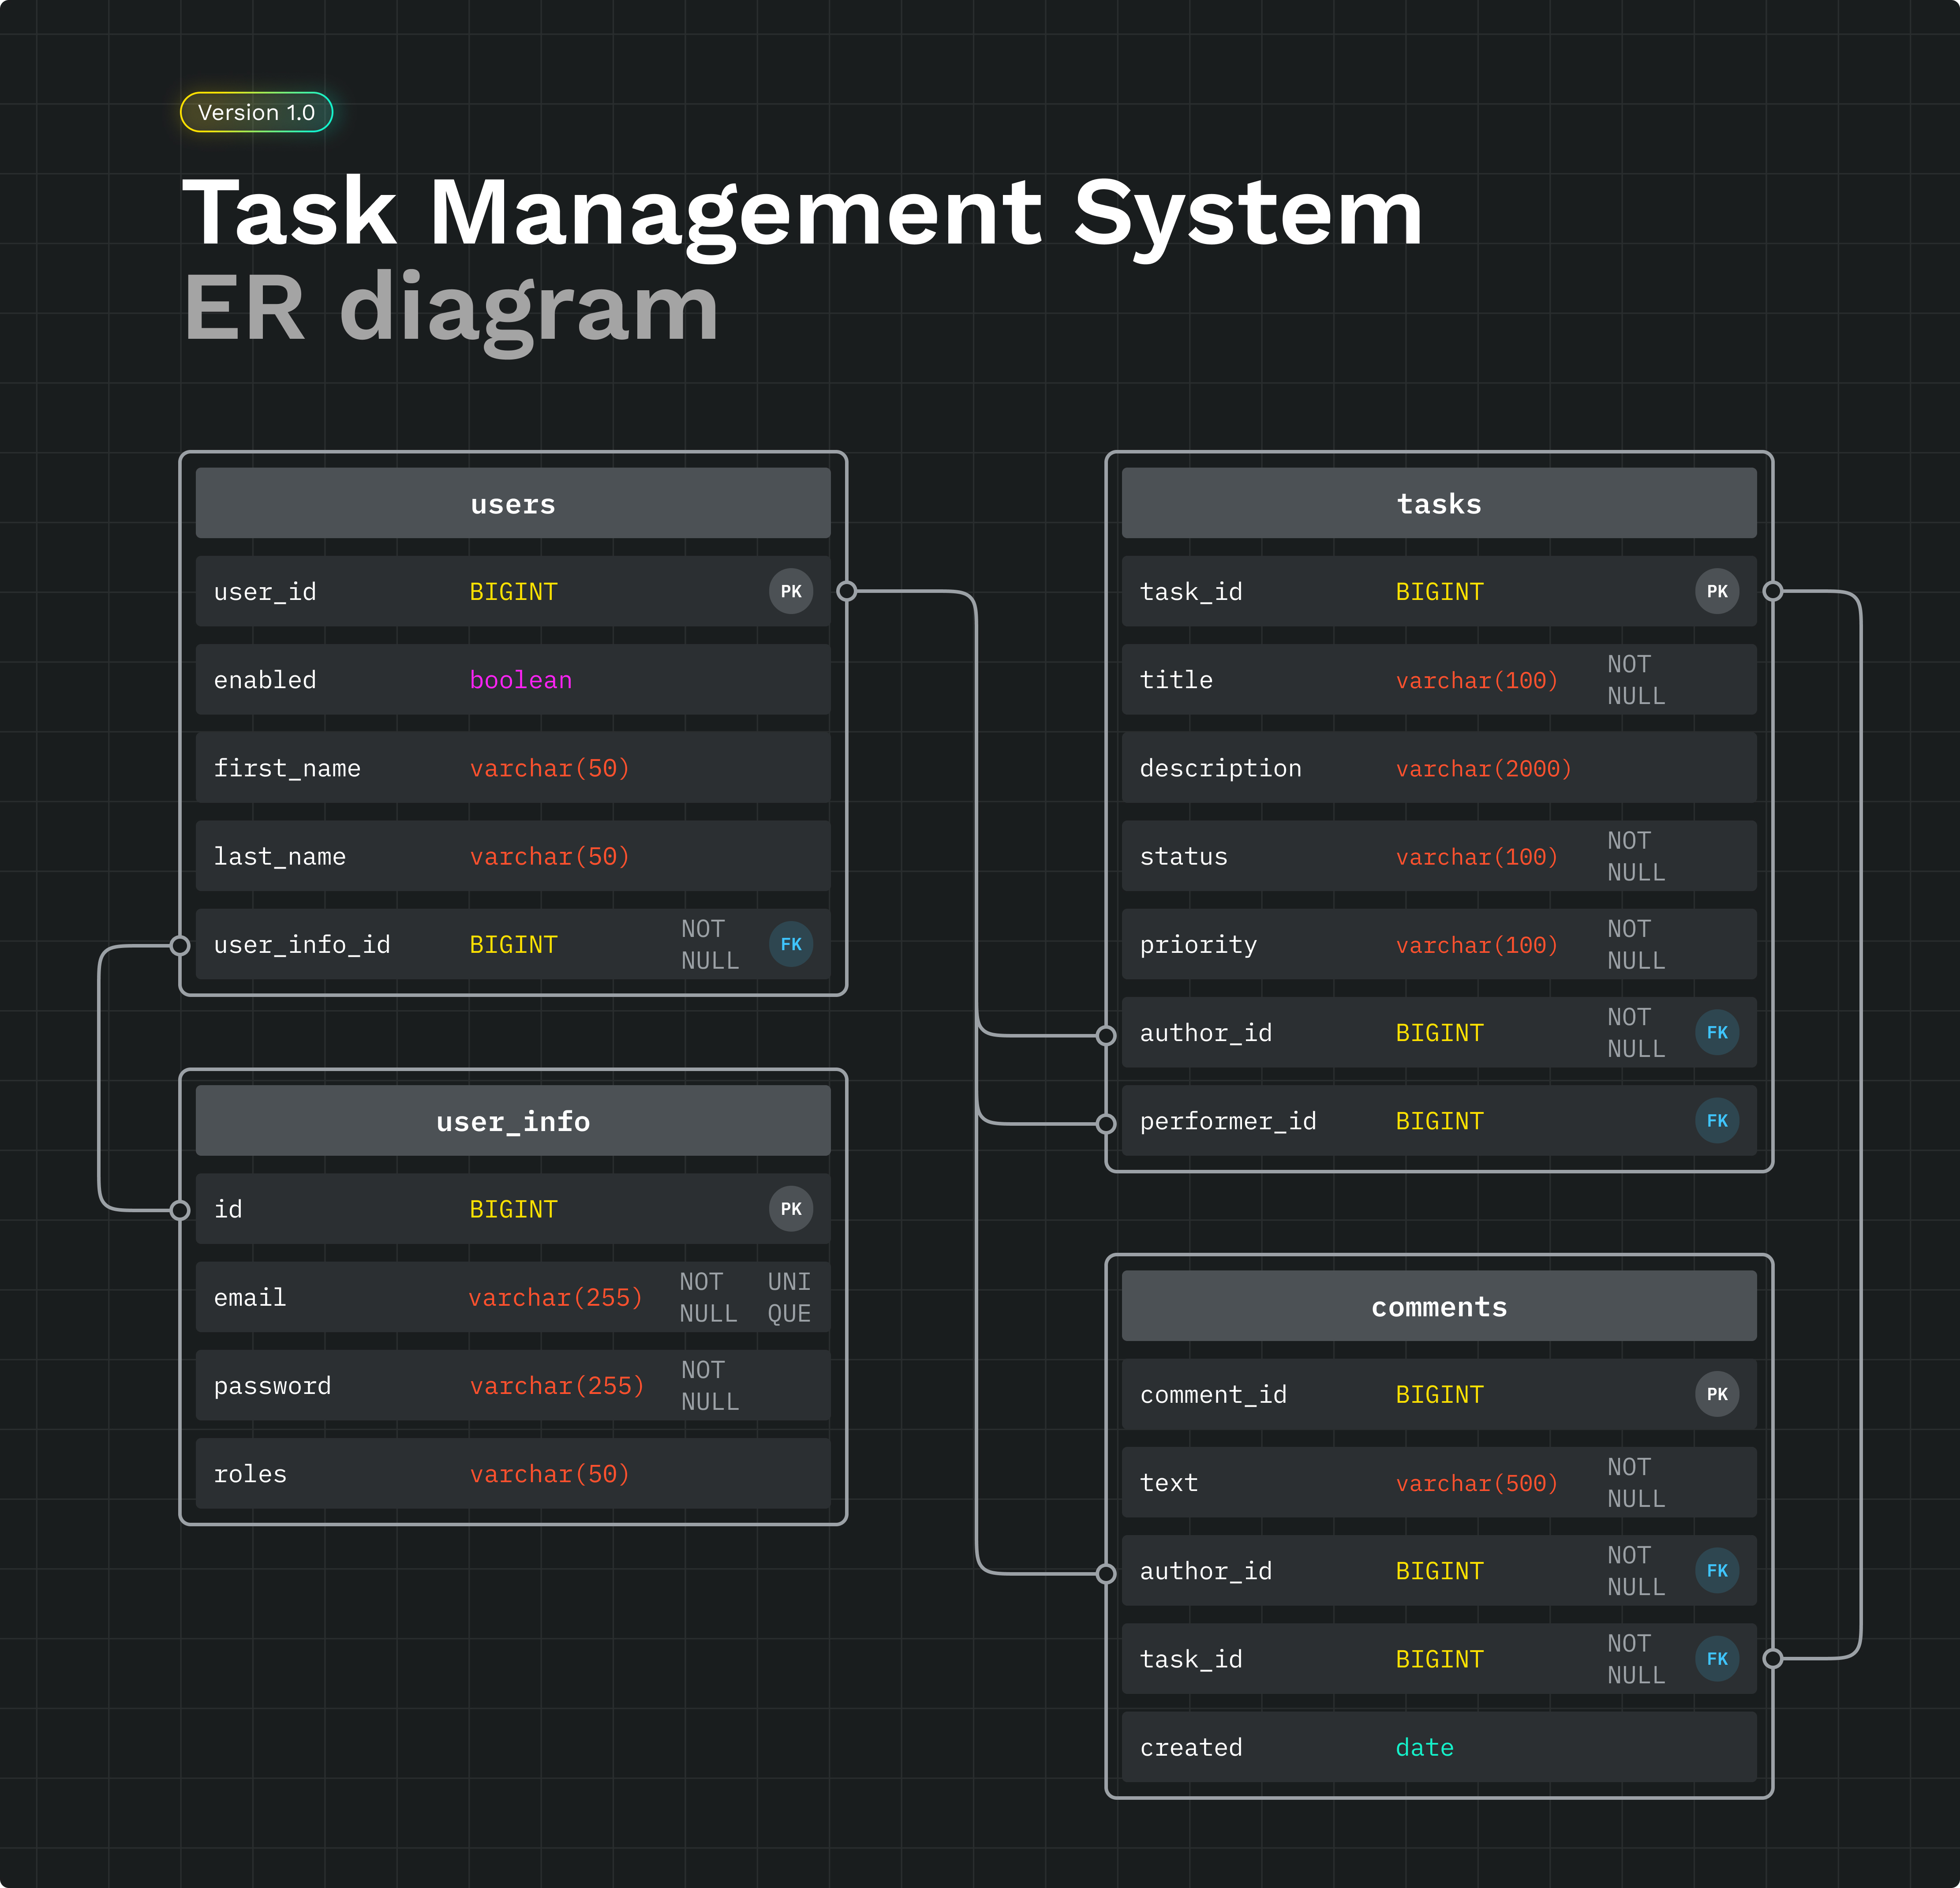 Version 1.0
Task Management System
ER diagram
users
user_id BIGINT PK
enabled boolean
first_name varchar(50)
last_name varchar(50)
user_info_id BIGINT NOT NULL FK
user_info
id BIGINT PK
email varchar(255) NOT NULL UNI QUE
password varchar(255) NOT NULL
roles varchar(50)
tasks
task_id BIGINT PK
title varchar(100) NOT NULL
description varchar(2000)
status varchar(100) NOT NULL
priority varchar(100) NOT NULL
author_id BIGINT NOT NULL FK
performer_id BIGINT FK
comments
comment_id BIGINT PK
text varchar(500) NOT NULL
author_id BIGINT NOT NULL FK
task_id BIGINT NOT NULL FK
created date